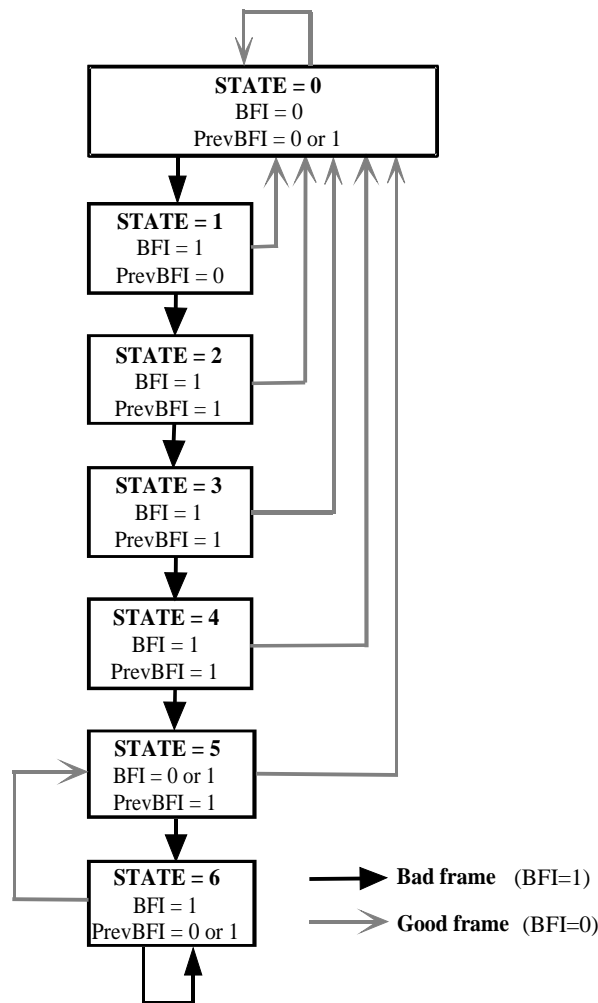 STATE = 0
BFI = 0
PrevBFI = 0 or 1
STATE = 1
BFI = 1
PrevBFI = 0
STATE = 2
BFI = 1
PrevBFI = 1
STATE = 3
BFI = 1
PrevBFI = 1
STATE = 4
BFI = 1
PrevBFI = 1
STATE = 5
BFI = 0 or 1
PrevBFI = 1
STATE = 6
BFI = 1
PrevBFI = 0 or 1
Bad frame (BFI=1)
Good frame (BFI=0)